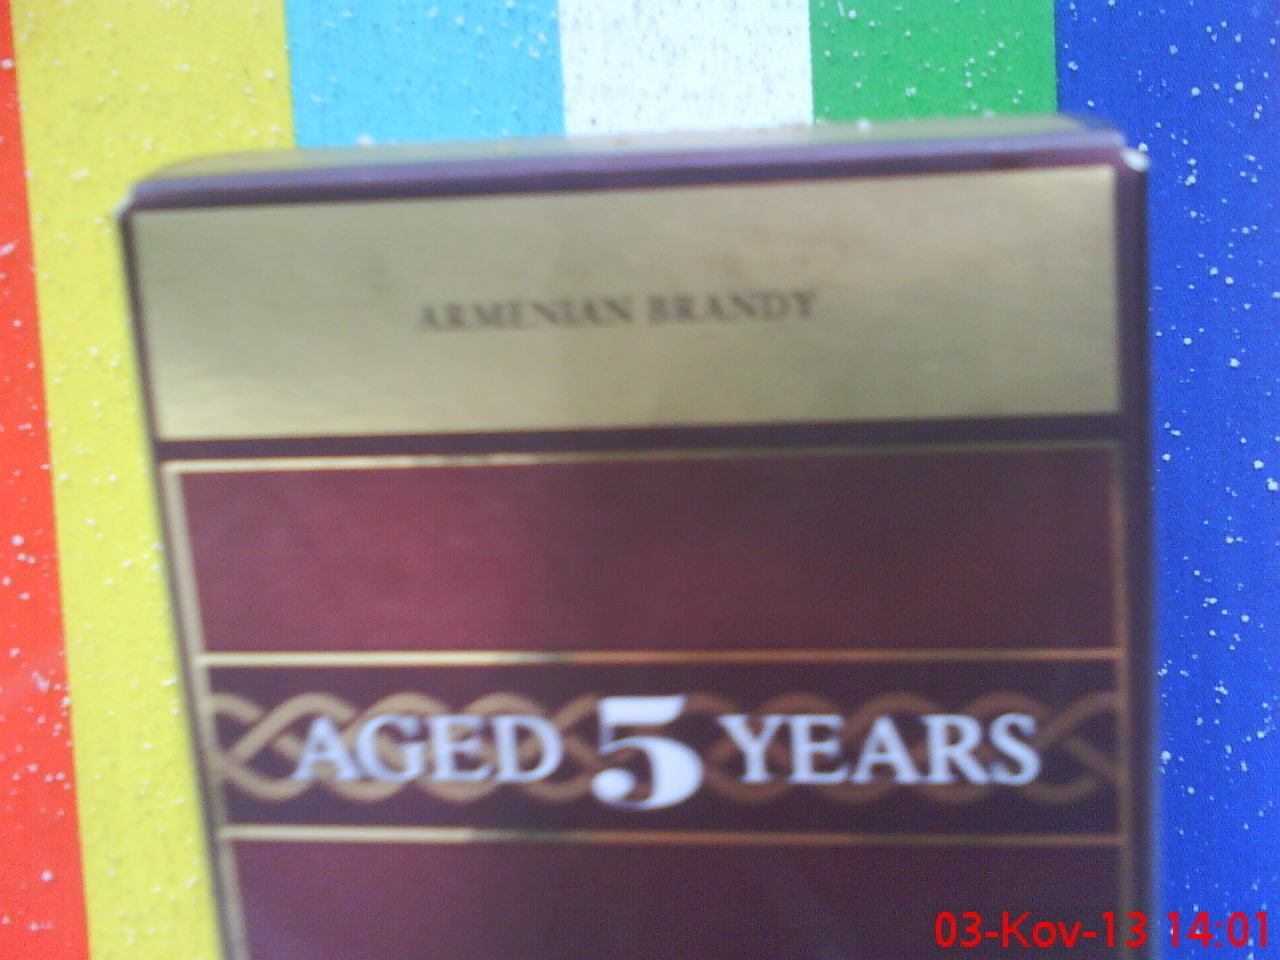 ARMENIAN BRANDY
AGED 5 YEARS
03-Kov-13 14:01